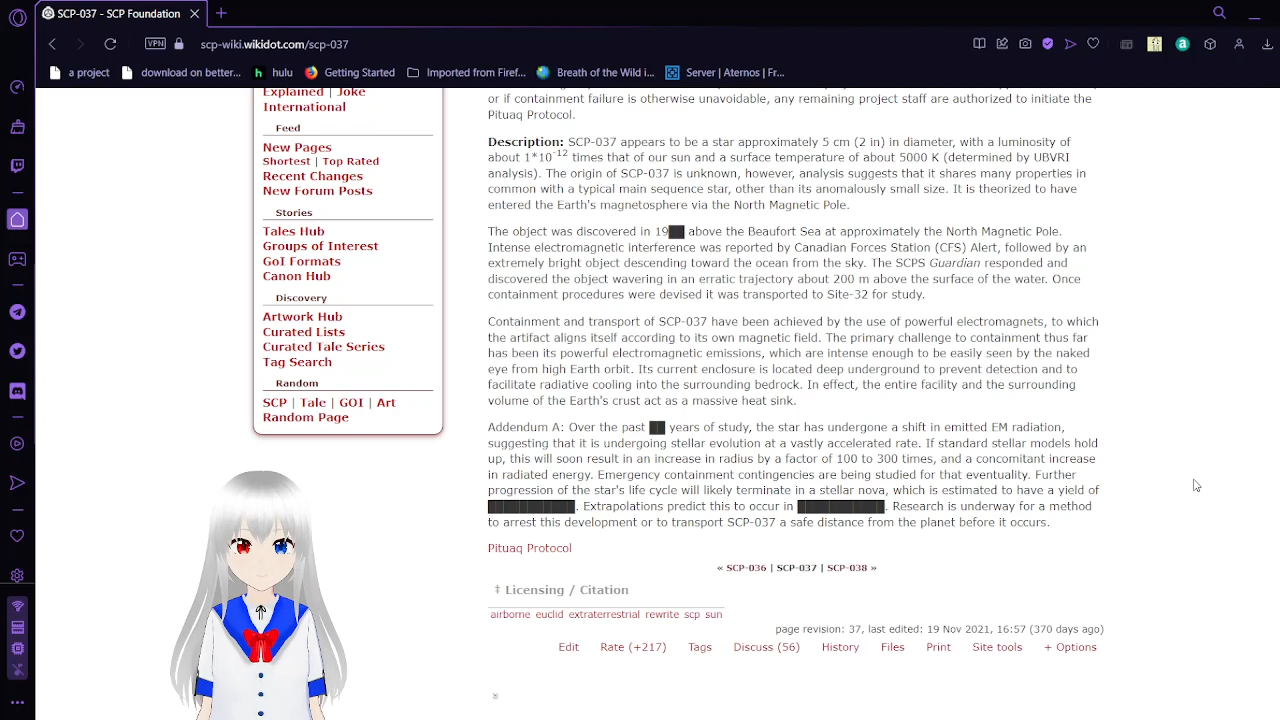 SCP-037 - SCP Foundation
VPN
scp-wiki.wikidot.com/scp-037
a project
download on better...
hulu
Getting Started
Imported from Firef...
Breath of the Wild i...
Server | Aternos | Fr...
Explained | Joke
International
Feed
New Pages
Shortest | Top Rated
Recent Changes
New Forum Posts
Stories
Tales Hub
Groups of Interest
GoI Formats
Canon Hub
Discovery
Artwork Hub
Curated Lists
Curated Tale Series
Tag Search
Random
SCP | Tale | GOI | Art
Random Page
or if containment failure is otherwise unavoidable, any remaining project staff are authorized to initiate the
Pituaq Protocol.
Description: SCP-037 appears to be a star approximately 5 cm (2 in) in diameter, with a luminosity of
about 1*10-12 times that of our sun and a surface temperature of about 5000 K (determined by UBVRI
analysis). The origin of SCP-037 is unknown, however, analysis suggests that it shares many properties in
common with a typical main sequence star, other than its anomalously small size. It is theorized to have
entered the Earth's magnetosphere via the North Magnetic Pole.
The object was discovered in 19██ above the Beaufort Sea at approximately the North Magnetic Pole.
Intense electromagnetic interference was reported by Canadian Forces Station (CFS) Alert, followed by an
extremely bright object descending toward the ocean from the sky. The SCPS Guardian responded and
discovered the object wavering in an erratic trajectory about 200 m above the surface of the water. Once
containment procedures were devised it was transported to Site-32 for study.
Containment and transport of SCP-037 have been achieved by the use of powerful electromagnets, to which
the artifact aligns itself according to its own magnetic field. The primary challenge to containment thus far
has been its powerful electromagnetic emissions, which are intense enough to be easily seen by the naked
eye from high Earth orbit. Its current enclosure is located deep underground to prevent detection and to
facilitate radiative cooling into the surrounding bedrock. In effect, the entire facility and the surrounding
volume of the Earth's crust act as a massive heat sink.
Addendum A: Over the past ██ years of study, the star has undergone a shift in emitted EM radiation,
suggesting that it is undergoing stellar evolution at a vastly accelerated rate. If standard stellar models hold
up, this will soon result in an increase in radius by a factor of 100 to 300 times, and a concomitant increase
in radiated energy. Emergency containment contingencies are being studied for that eventuality. Further
progression of the star's life cycle will likely terminate in a stellar nova, which is estimated to have a yield of
███████████. Extrapolations predict this to occur in ███████████. Research is underway for a method
to arrest this development or to transport SCP-037 a safe distance from the planet before it occurs.
Pituaq Protocol
« SCP-036 | SCP-037 | SCP-038 »
‡ Licensing / Citation
airborne euclid extraterrestrial rewrite scp sun
page revision: 37, last edited: 19 Nov 2021, 16:57 (370 days ago)
Edit Rate (+217) Tags Discuss (56) History Files Print Site tools + Options